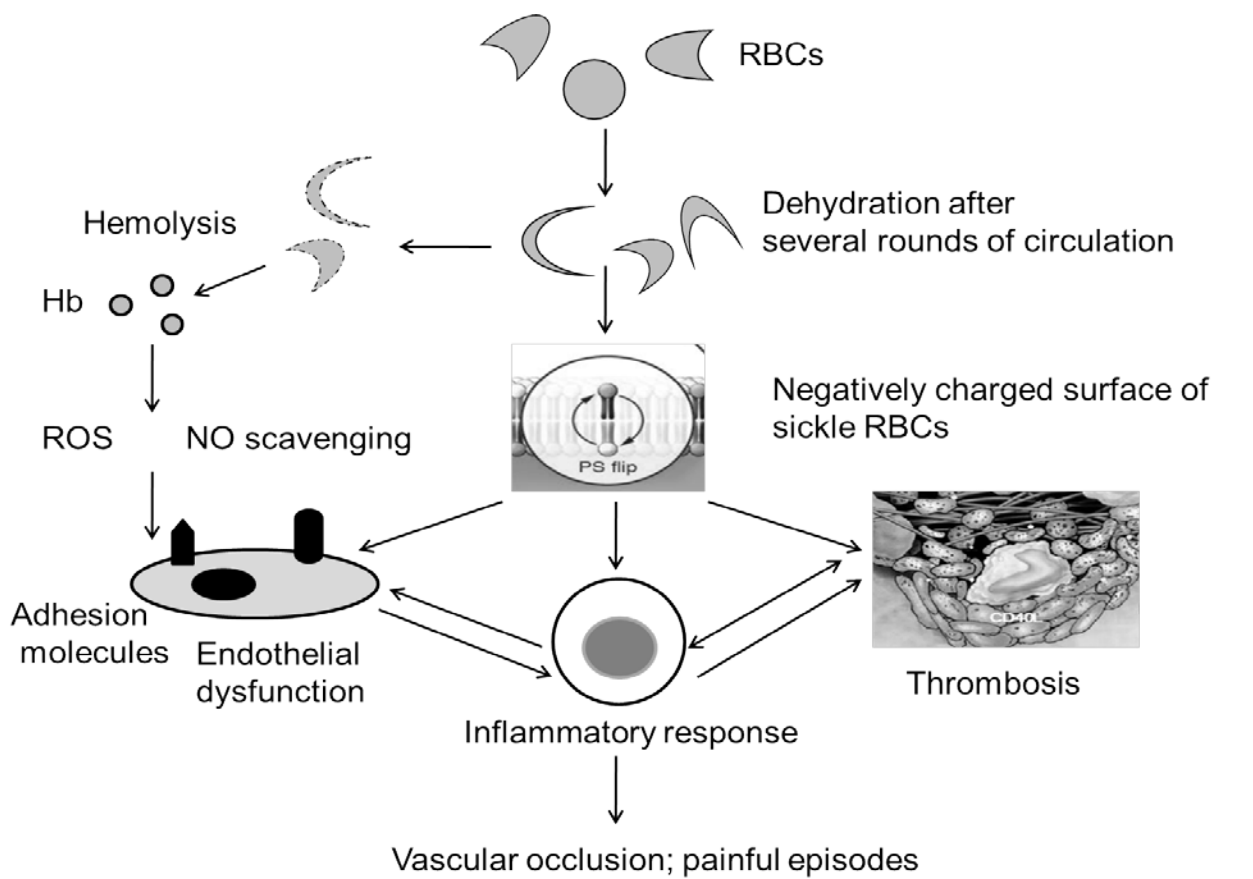 RBCs
Dehydration after
several rounds of circulation
Hemolysis
Hb
PS flip
Negatively charged surface of
sickle RBCs
ROS
NO scavenging
CD40L
Adhesion
molecules
Endothelial
dysfunction
Thrombosis
Inflammatory response
Vascular occlusion; painful episodes